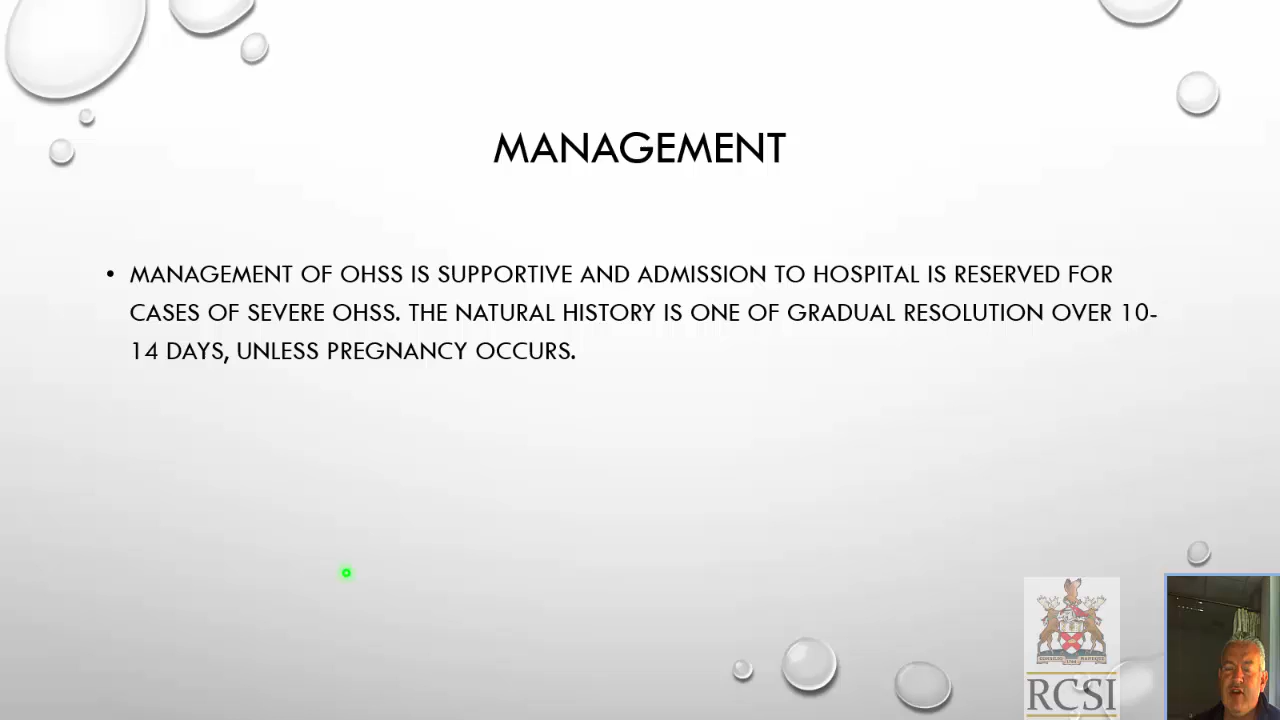 MANAGEMENT
• MANAGEMENT OF OHSS IS SUPPORTIVE AND ADMISSION TO HOSPITAL IS RESERVED FOR
CASES OF SEVERE OHSS. THE NATURAL HISTORY IS ONE OF GRADUAL RESOLUTION OVER 10-
14 DAYS, UNLESS PREGNANCY OCCURS.
RCSI